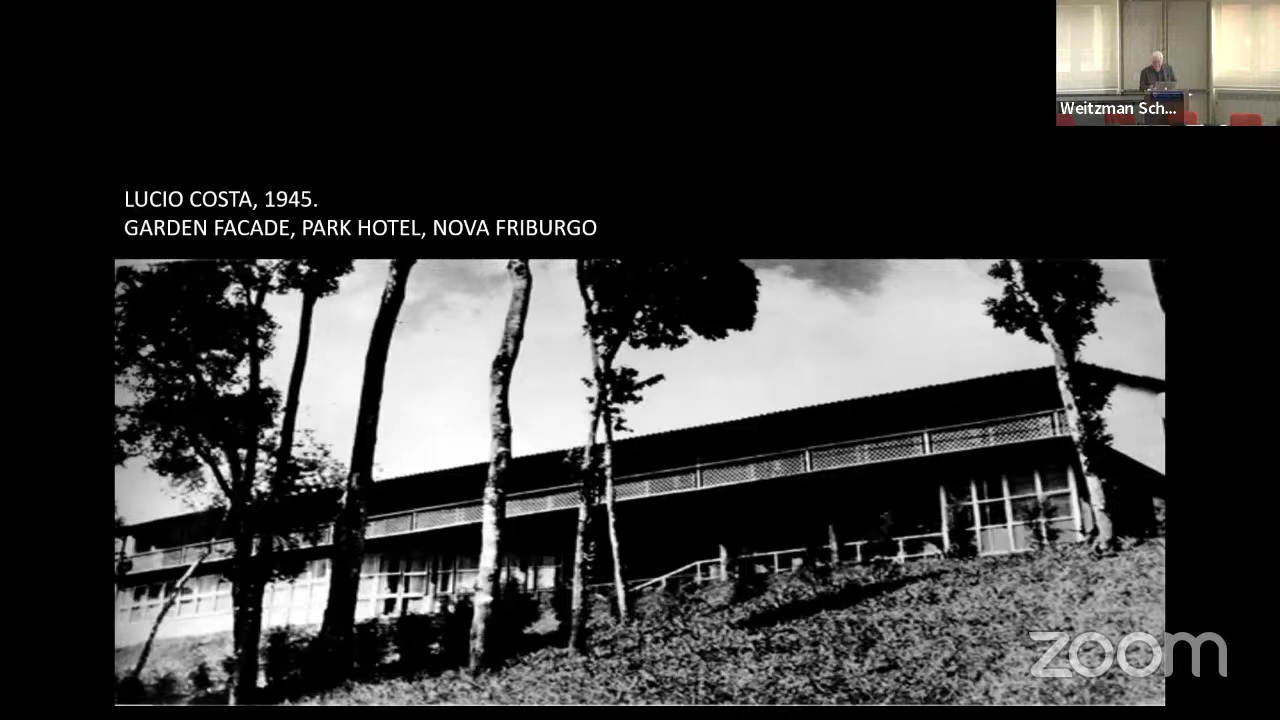 Weitzman Sch...
LUCIO COSTA, 1945.
GARDEN FACADE, PARK HOTEL, NOVA FRIBURGO
zoom